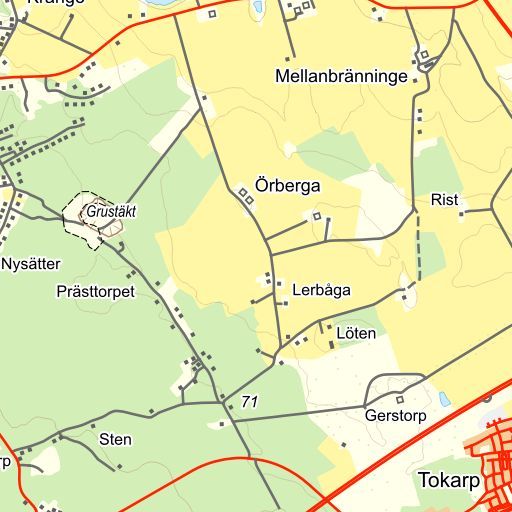 Mellanbränninge
Örberga
Rist
Grustäkt
Nysätter
Prästtorpet
Lerbåga
Löten
71
Gerstorp
Sten
Tokarp